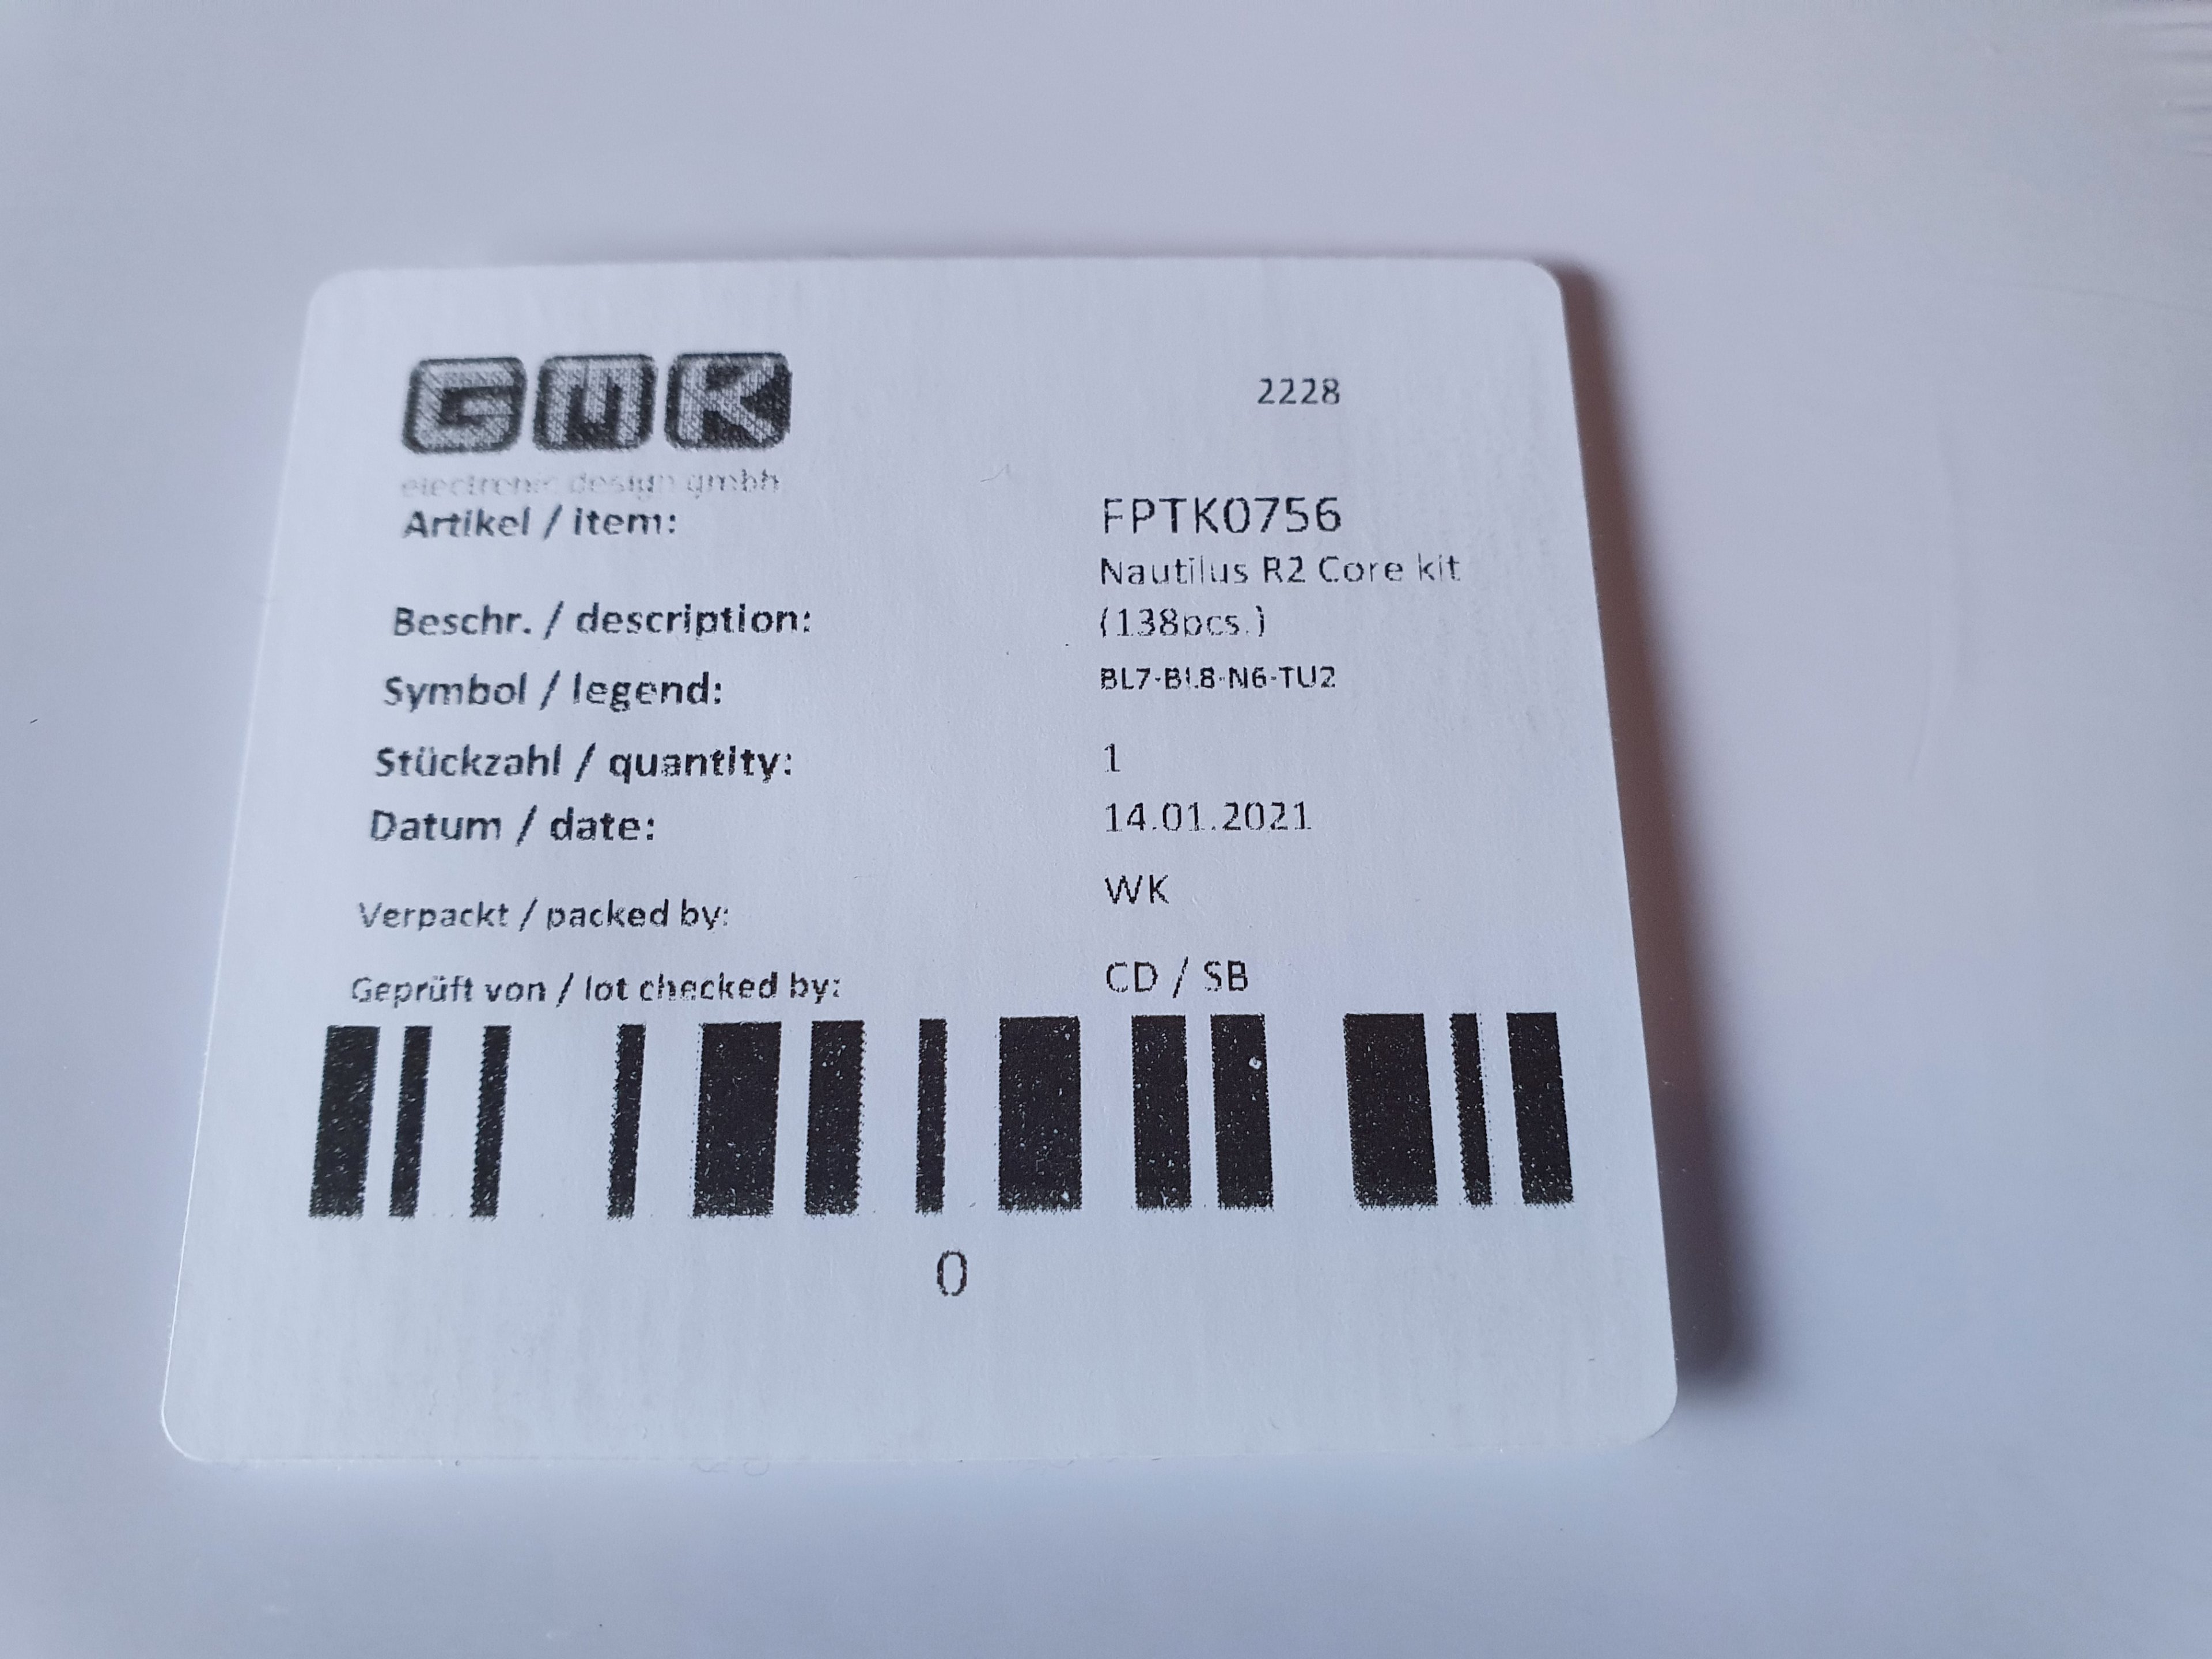 GMK
2228
electronic design gmbh
Artikel / item: FPTK0756
Nautilus R2 Core kit
Beschr. / description: (138pcs.)
Symbol / legend: BL7-BL8-N6-TU2
Stückzahl / quantity: 1
Datum / date: 14.01.2021
Verpackt / packed by: WK
Geprüft von / lot checked by: CD / SB
0